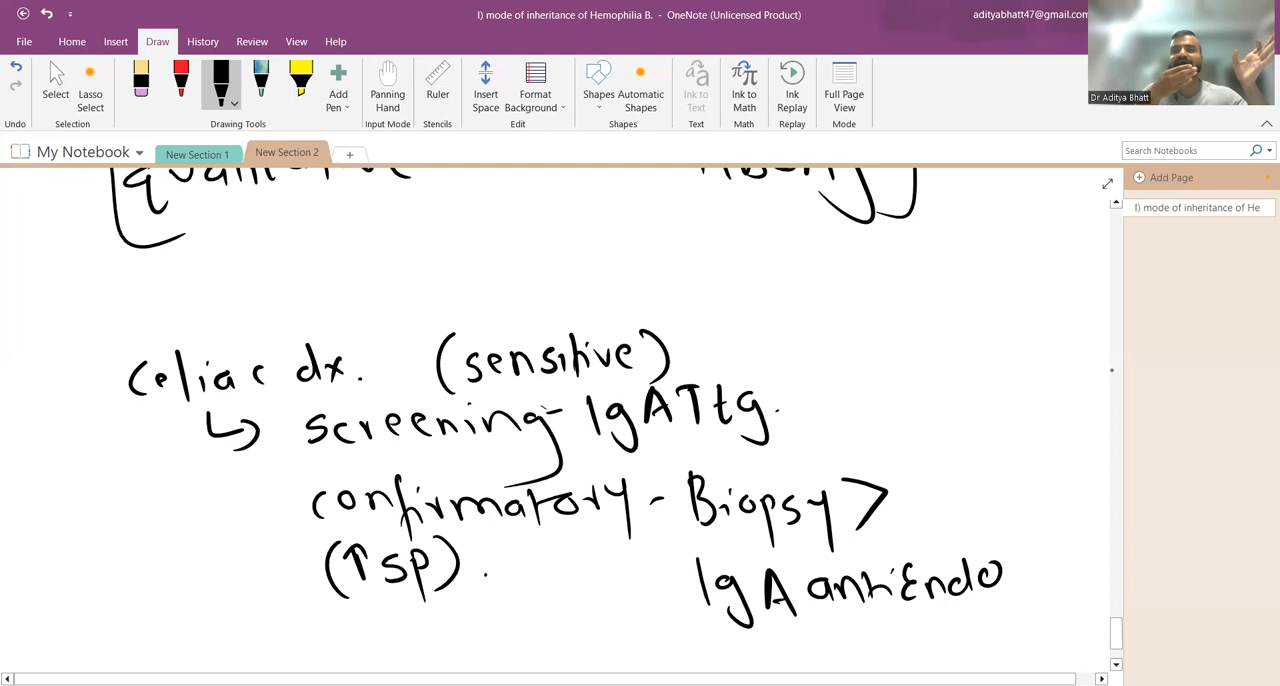 I) mode of inheritance of Hemophilia B. - OneNote (Unlicensed Product)
adityabhatt47@gmail.com
File Home Insert Draw History Review View Help
Undo
Select
Lasso Select
Add Pen
Panning Hand
Ruler
Insert Space
Format Background
Shapes
Automatic Shapes
Ink to Text
Ink to Math
Ink Replay
Full Page View
Selection Drawing Tools Input Mode Stencils Edit Shapes Text Math Replay Mode
Dr Aditya Bhatt
My Notebook New Section 1 New Section 2
Search Notebooks
Add Page
I) mode of inheritance of He
Celiac dx. (sensitive)
screening - IgA Ttg.
confirmatory - Biopsy >
(↑sp). IgA antiEndo